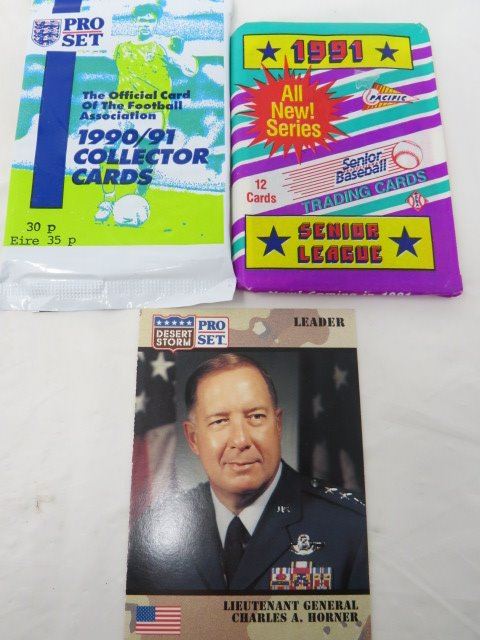 PRO
SET
The Official Card
Of The Football
Association
1990/91
COLLECTOR
CARDS
30 p
Eire 35 p
1991
All
New!
Series
PACIFIC
12
Cards
Senior
Baseball
TRADING CARDS
SENIOR
LEAGUE
DESERT
STORM
PRO
SET
LEADER
LIEUTENANT GENERAL
CHARLES A. HORNER